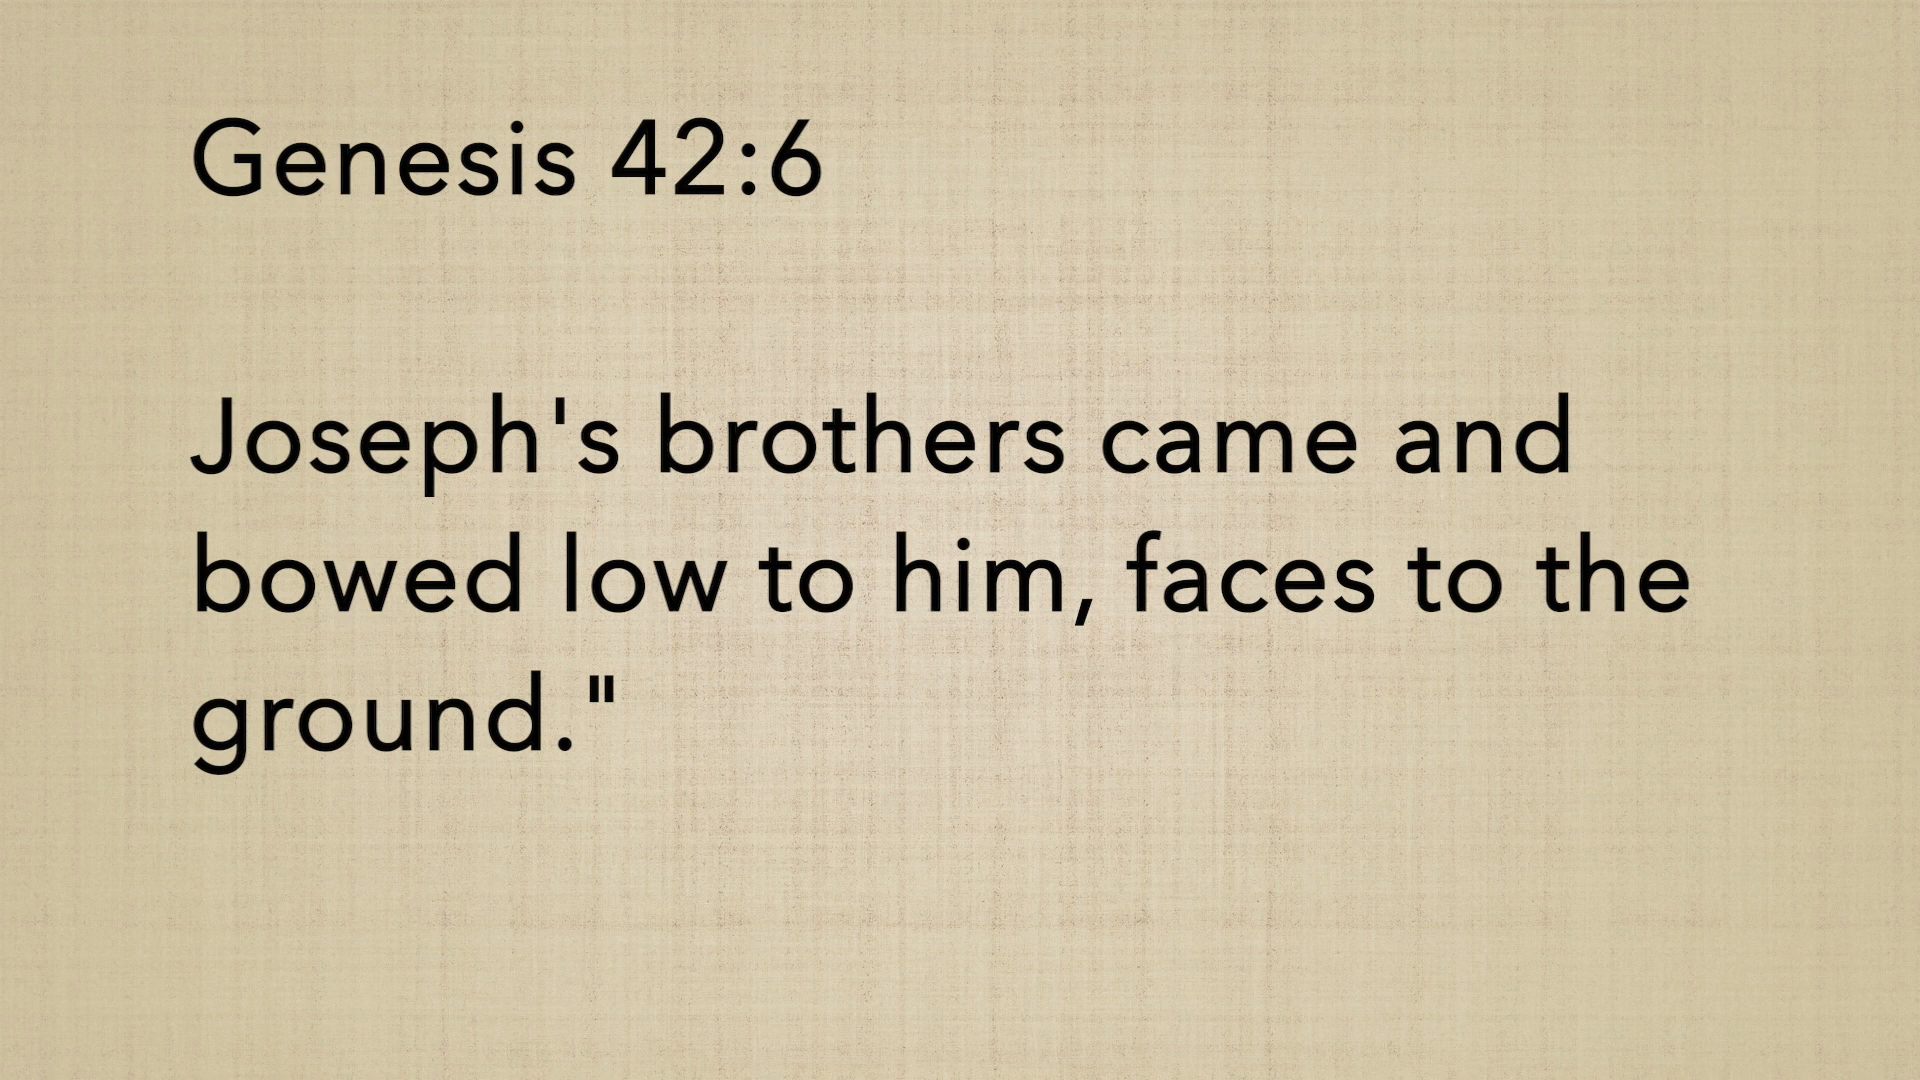 Genesis 42:6
Joseph's brothers came and
bowed low to him, faces to the
ground."